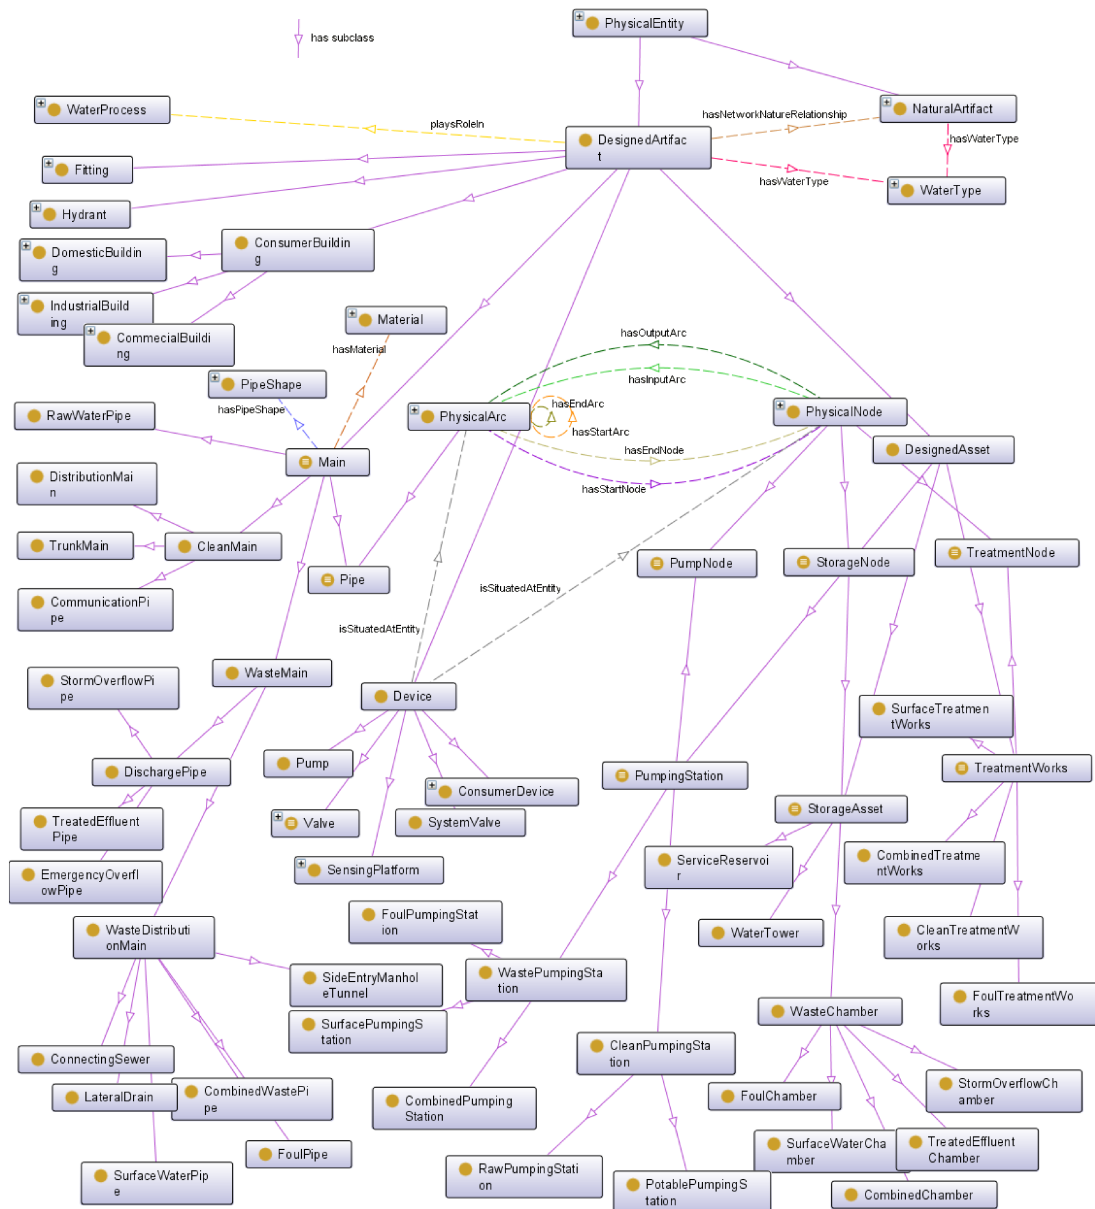 PhysicalEntity
has subclass
WaterProcess
playsRoleIn
hasNetworkNatureRelationship
NaturalArtifact
DesignedArtifac
t
hasWaterType
Fitting
hasWaterType
WaterType
Hydrant
ConsumerBuildin
g
DomesticBuildin
g
IndustrialBuild
ing
CommecialBuildin
g
Material
hasMaterial
hasOutputArc
PipeShape
hasPipeShape
hasInputArc
RawWaterPipe
PhysicalArc
hasEndArc
hasStartArc
PhysicalNode
Main
hasEndNode
DesignedAsset
DistributionMai
n
hasStartNode
TrunkMain
CleanMain
PumpNode
StorageNode
TreatmentNode
Pipe
isSituatedAtEntity
CommunicationPi
pe
isSituatedAtEntity
WasteMain
StormOverflowPi
pe
Device
SurfaceTreatmen
tWorks
Pump
DischargePipe
PumpingStation
TreatmentWorks
ConsumerDevice
TreatedEffluent
Pipe
Valve
SystemValve
StorageAsset
ServiceReservoi
r
CombinedTreatme
ntWorks
EmergencyOverfl
owPipe
SensingPlatform
FoulPumpingStat
ion
WaterTower
CleanTreatmentW
orks
WasteDistributi
onMain
SideEntryManhol
eTunnel
WastePumpingSta
tion
FoulTreatmentWo
rks
SurfacePumpingS
tation
WasteChamber
CleanPumpingSta
tion
ConnectingSewer
LateralDrain
CombinedWastePi
pe
CombinedPumping
Station
FoulChamber
StormOverflowCh
amber
FoulPipe
SurfaceWaterCha
mber
TreatedEffluent
Chamber
SurfaceWaterPip
e
RawPumpingStati
on
PotablePumpingS
tation
CombinedChamber